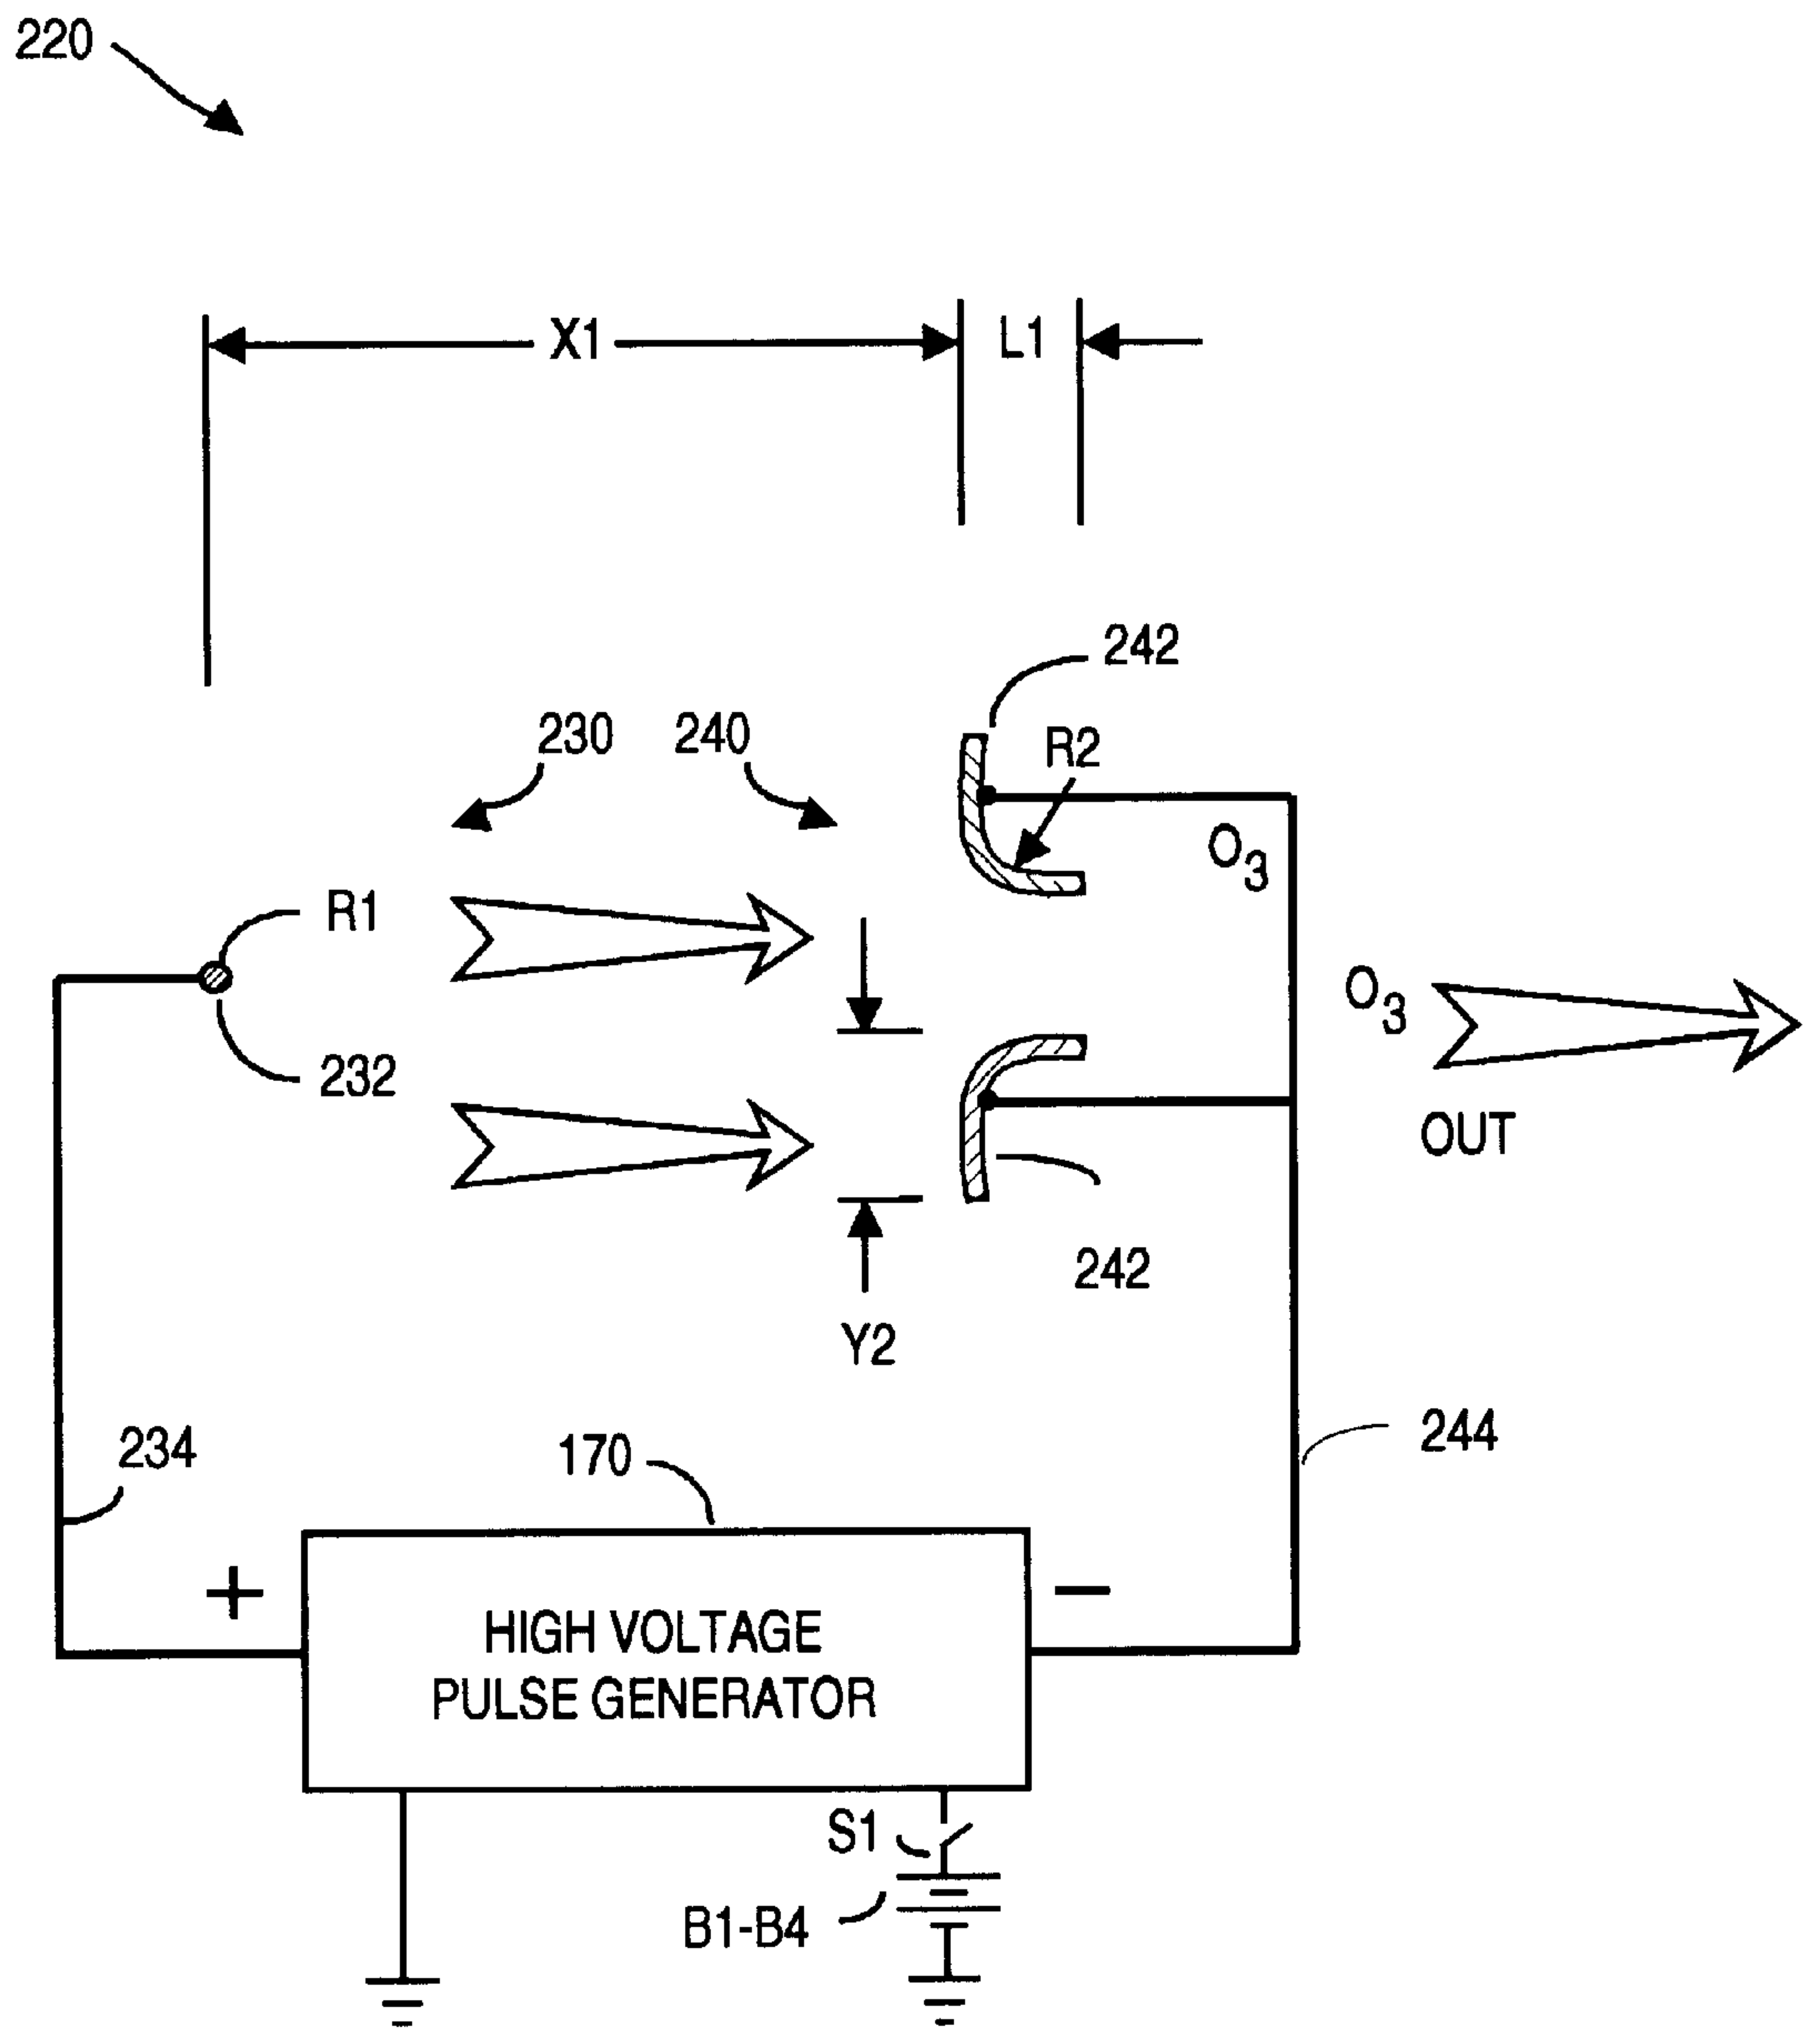 220
X1
L1
242
230
240
R2
O3
R1
O3
232
OUT
242
Y2
234
170
244
+
−
HIGH VOLTAGE
PULSE GENERATOR
S1
B1-B4